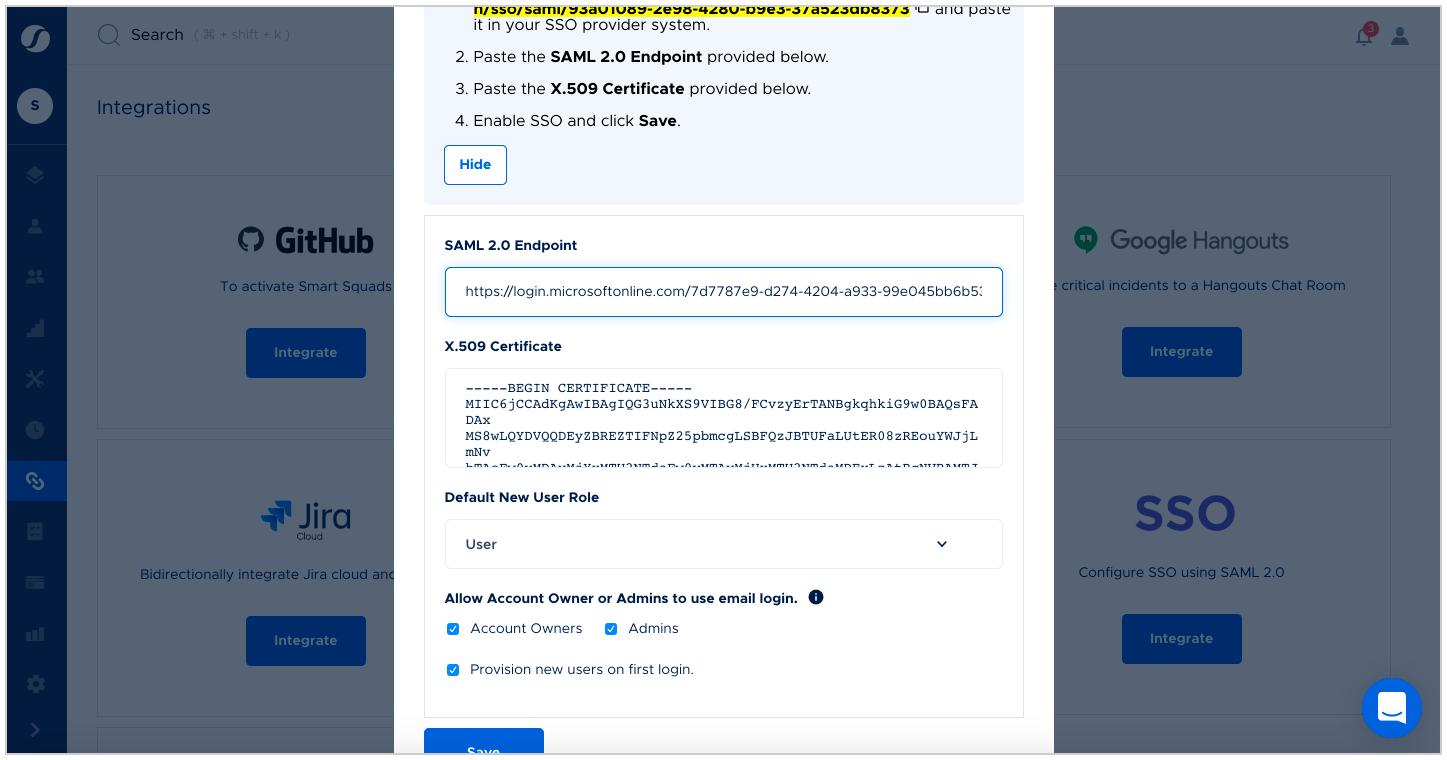 n/sso/saml/93a01089-2e98-4280-b9e3-37a523db8373 and paste
it in your SSO provider system.
2. Paste the SAML 2.0 Endpoint provided below.
3. Paste the X.509 Certificate provided below.
4. Enable SSO and click Save.
Hide
Search ( ⌘ + shift + k )
3
S
Integrations
GitHub
To activate Smart Squads
Integrate
Google Hangouts
e critical incidents to a Hangouts Chat Room
Integrate
Jira
Cloud
Bidirectionally integrate Jira cloud and
Integrate
SSO
Configure SSO using SAML 2.0
Integrate
SAML 2.0 Endpoint
https://login.microsoftonline.com/7d7787e9-d274-4204-a933-99e045bb6b53
X.509 Certificate
-----BEGIN CERTIFICATE-----
MIIC6jCCAdKgAwIBAgIQG3uNkXS9VIBG8/FCvzyErTANBgkqhkiG9w0BAQsFA
DAx
MS8wLQYDVQQDEyZBREZTIFNpZ25pbmcgLSBFQzJBTUFaLUtER08zREouYWJjL
mNv
Default New User Role
User
Allow Account Owner or Admins to use email login.
Account Owners
Admins
Provision new users on first login.
Save